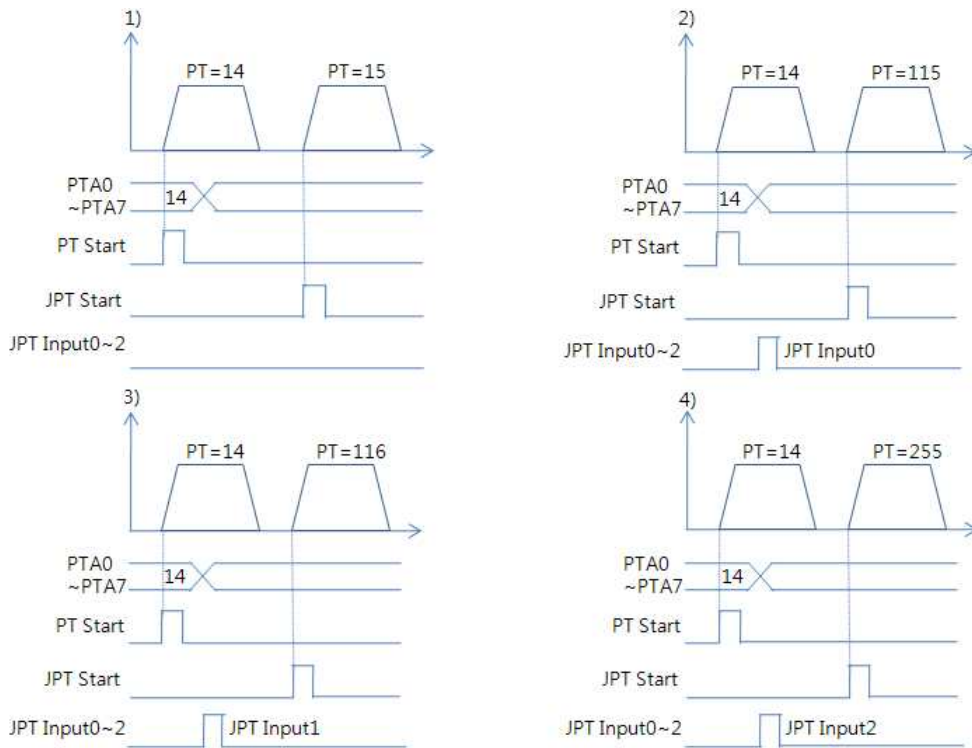 1)
PT=14 PT=15
PTA0
~PTA7
14
PT Start
JPT Start
JPT Input0~2
2)
PT=14 PT=115
PTA0
~PTA7
14
PT Start
JPT Start
JPT Input0~2 JPT Input0
3)
PT=14 PT=116
PTA0
~PTA7
14
PT Start
JPT Start
JPT Input0~2 JPT Input1
4)
PT=14 PT=255
PTA0
~PTA7
14
PT Start
JPT Start
JPT Input0~2 JPT Input2